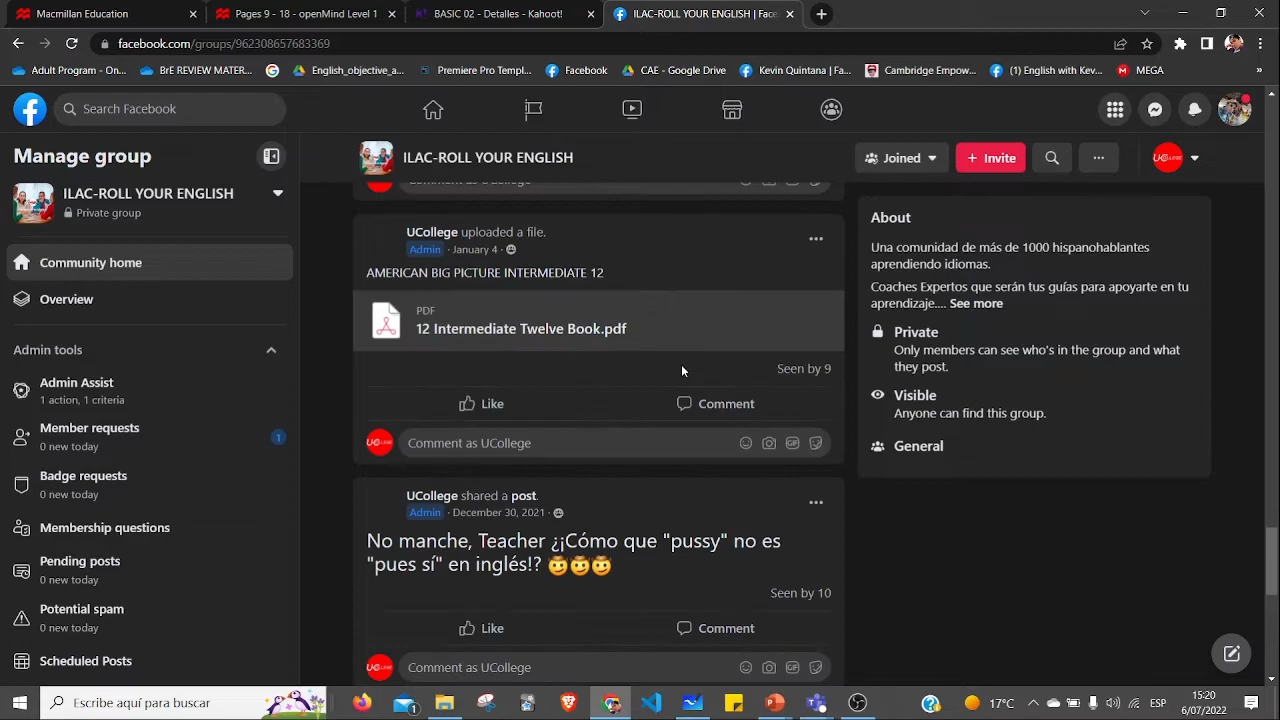 Macmillan Education
Pages 9 - 18 - openMind Level 1
BASIC 02 - Detalles - Kahoot!
ILAC-ROLL YOUR ENGLISH | Face
facebook.com/groups/962308657683369
Adult Program - On...
BrE REVIEW MATER...
English_objective_a...
Premiere Pro Templ...
Facebook
CAE - Google Drive
Kevin Quintana | Fa...
Cambridge Empow...
(1) English with Kev...
MEGA
»
Search Facebook
Manage group
ILAC-ROLL YOUR ENGLISH
Private group
Community home
Overview
Admin tools
Admin Assist
1 action, 1 criteria
Member requests
0 new today
1
Badge requests
0 new today
Membership questions
Pending posts
0 new today
Potential spam
0 new today
Scheduled Posts
ILAC-ROLL YOUR ENGLISH
Joined
+ Invite
UCollege
UCollege uploaded a file.
Admin · January 4 ·
AMERICAN BIG PICTURE INTERMEDIATE 12
PDF
12 Intermediate Twelve Book.pdf
Seen by 9
Like
Comment
Comment as UCollege
UCollege shared a post.
Admin · December 30, 2021 ·
No manche, Teacher ¿¡Cómo que "pussy" no es
"pues sí" en inglés!? 🤠🤠🤠
Seen by 10
Like
Comment
Comment as UCollege
About
Una comunidad de más de 1000 hispanohablantes
aprendiendo idiomas.
Coaches Expertos que serán tus guías para apoyarte en tu
aprendizaje.... See more
Private
Only members can see who's in the group and what
they post.
Visible
Anyone can find this group.
General
Escribe aquí para buscar
17°C
ESP
15:20
6/07/2022